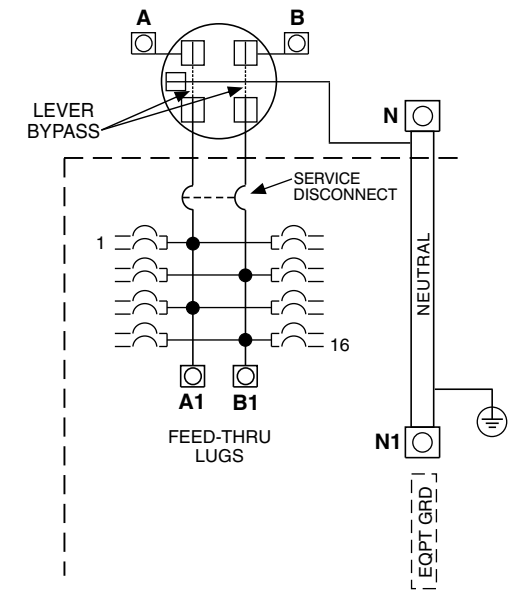 A
B
LEVER
BYPASS
N
SERVICE
DISCONNECT
1
NEUTRAL
16
A1
B1
FEED-THRU
LUGS
N1
EQPT GRD